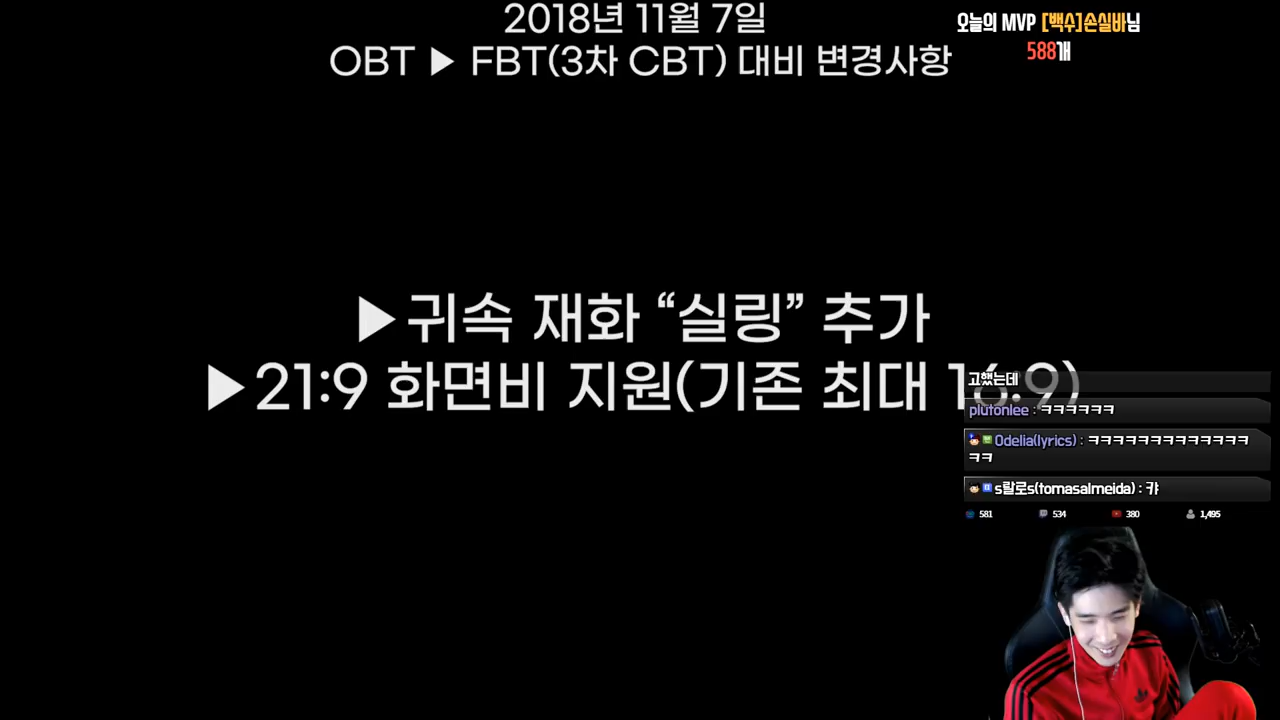 2018년 11월 7일
OBT ▶ FBT(3차 CBT) 대비 변경사항
오늘의 MVP [백수]손실바님
588개
▶귀속 재화 “실링” 추가
▶21:9 화면비 지원(기존 최대 16:9)
고했는데
plutonlee : ㅋㅋㅋㅋㅋㅋ
Odelia(lyrics) : ㅋㅋㅋㅋㅋㅋㅋㅋㅋㅋㅋㅋㅋ
ㅋㅋ
s랄로s(tomasalmeida) : 캬
581 534 380 1,495